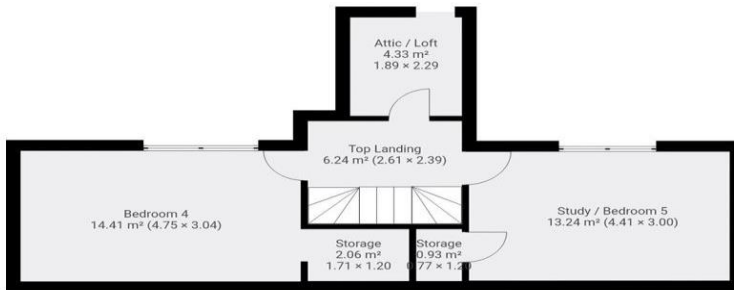 Attic / Loft
4.33 m²
1.89 × 2.29
Top Landing
6.24 m² (2.61 × 2.39)
Bedroom 4
14.41 m² (4.75 × 3.04)
Study / Bedroom 5
13.24 m² (4.41 × 3.00)
Storage
2.06 m²
1.71 × 1.20
Storage
0.93 m²
0.77 × 1.20